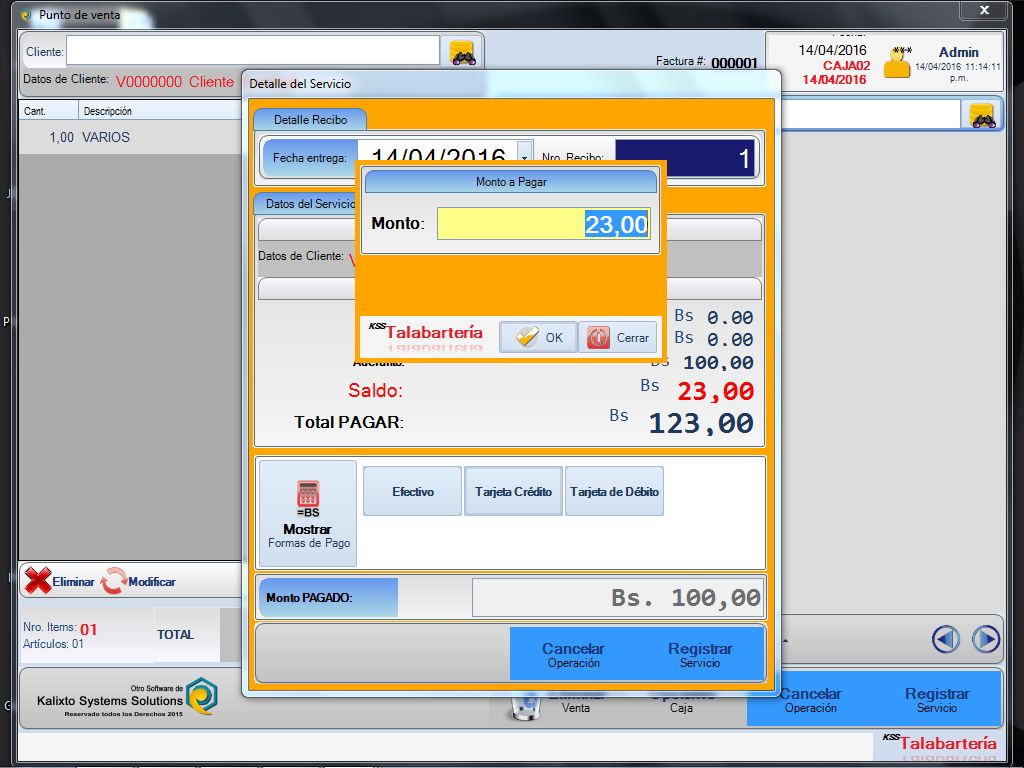 Punto de venta
Cliente:
Datos de Cliente: V0000000 Cliente
Factura #: 000001
14/04/2016
CAJA02
14/04/2016
Admin
14/04/2016 11:14:11
p.m.
Cant. Descripción
1,00 VARIOS
Detalle del Servicio
Detalle Recibo
Fecha entrega: 14/04/2016 Nro. Recibo: 1
Datos del Servicio
Datos de Cliente:
Monto a Pagar
Monto: 23,00
KSS Talabartería
OK
Cerrar
Bs 0.00
Bs 0.00
Bs 100,00
Saldo: Bs 23,00
Total PAGAR: Bs 123,00
=BS
Mostrar
Formas de Pago
Efectivo
Tarjeta Crédito
Tarjeta de Débito
Monto PAGADO: Bs. 100,00
Cancelar
Operación
Registrar
Servicio
Eliminar Modificar
Nro. Items: 01
Artículos: 01
TOTAL
Otro Software de
Kalixto Systems Solutions
Reservado todos los Derechos 2015
Venta
Caja
Cancelar
Operación
Registrar
Servicio
KSS Talabartería